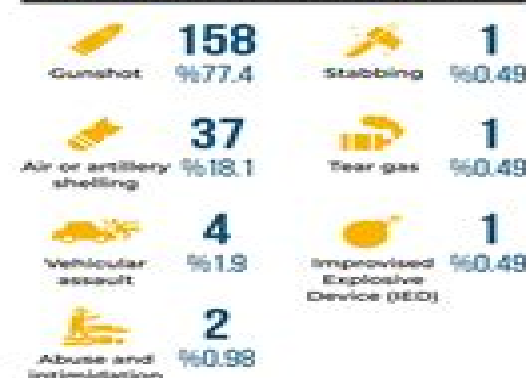 158
Gunshot %77.4
37
Air or artillery %18.1
shelling
4
Vehicular %1.9
assault
2
Abuse and %0.98
intimidation
1
Stabbing %0.49
1
Tear gas %0.49
1
Improvised %0.49
Explosive
Device (IED)